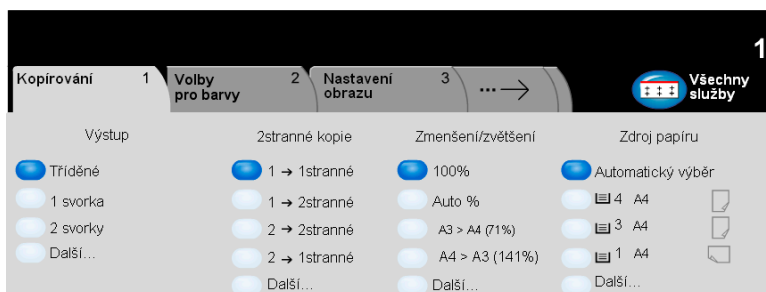 1
Kopírování 1
Volby pro barvy 2
Nastavení obrazu 3
... →
Všechny služby
Výstup
Tříděné
1 svorka
2 svorky
Další...
2stranné kopie
1 → 1stranné
1 → 2stranné
2 → 2stranné
2 → 1stranné
Další...
Zmenšení/zvětšení
100%
Auto %
A3 > A4 (71%)
A4 > A3 (141%)
Další...
Zdroj papíru
Automatický výběr
4 A4
3 A4
1 A4
Další...